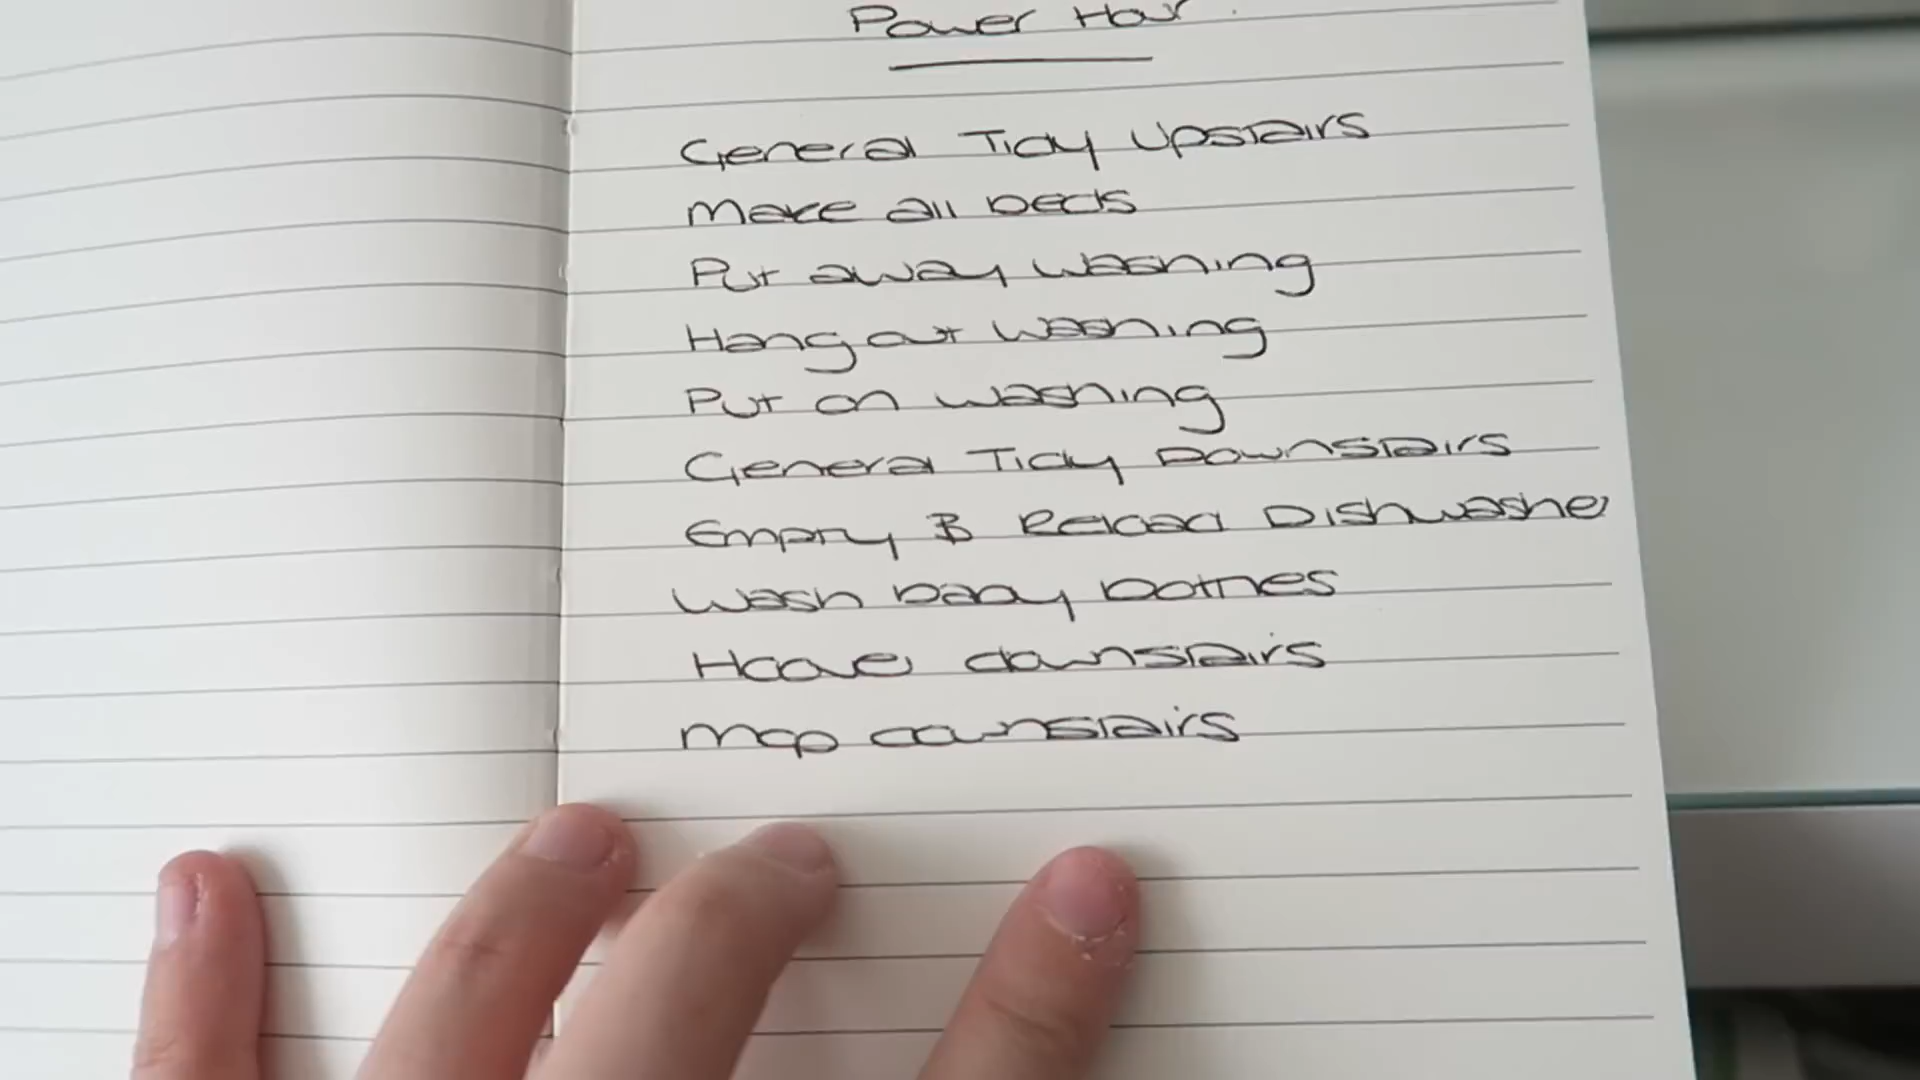 Power Hour
General Tidy Upstairs
Make all beds
Put away washing
Hang out washing
Put on washing
General Tidy Downstairs
Empty & Reload Dishwasher
Wash baby bottles
Hoover downstairs
Mop downstairs